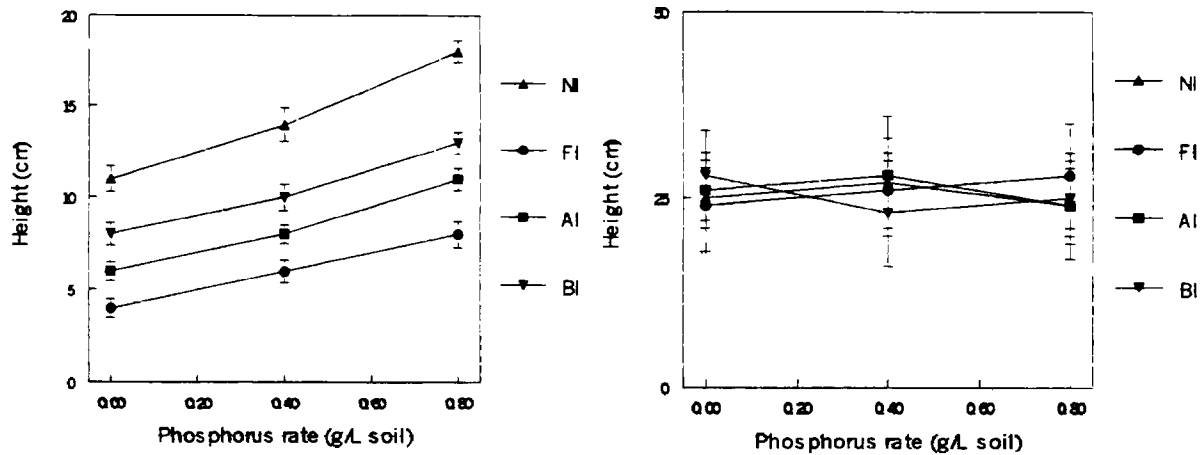 20
15
10
5
0
Height (cm)
0.00 0.20 0.40 0.60 0.80
Phosphorus rate (g/L soil)
NI
FI
AI
BI
50
25
0
Height (cm)
0.00 0.20 0.40 0.60 0.80
Phosphorus rate (g/L soil)
NI
FI
AI
BI